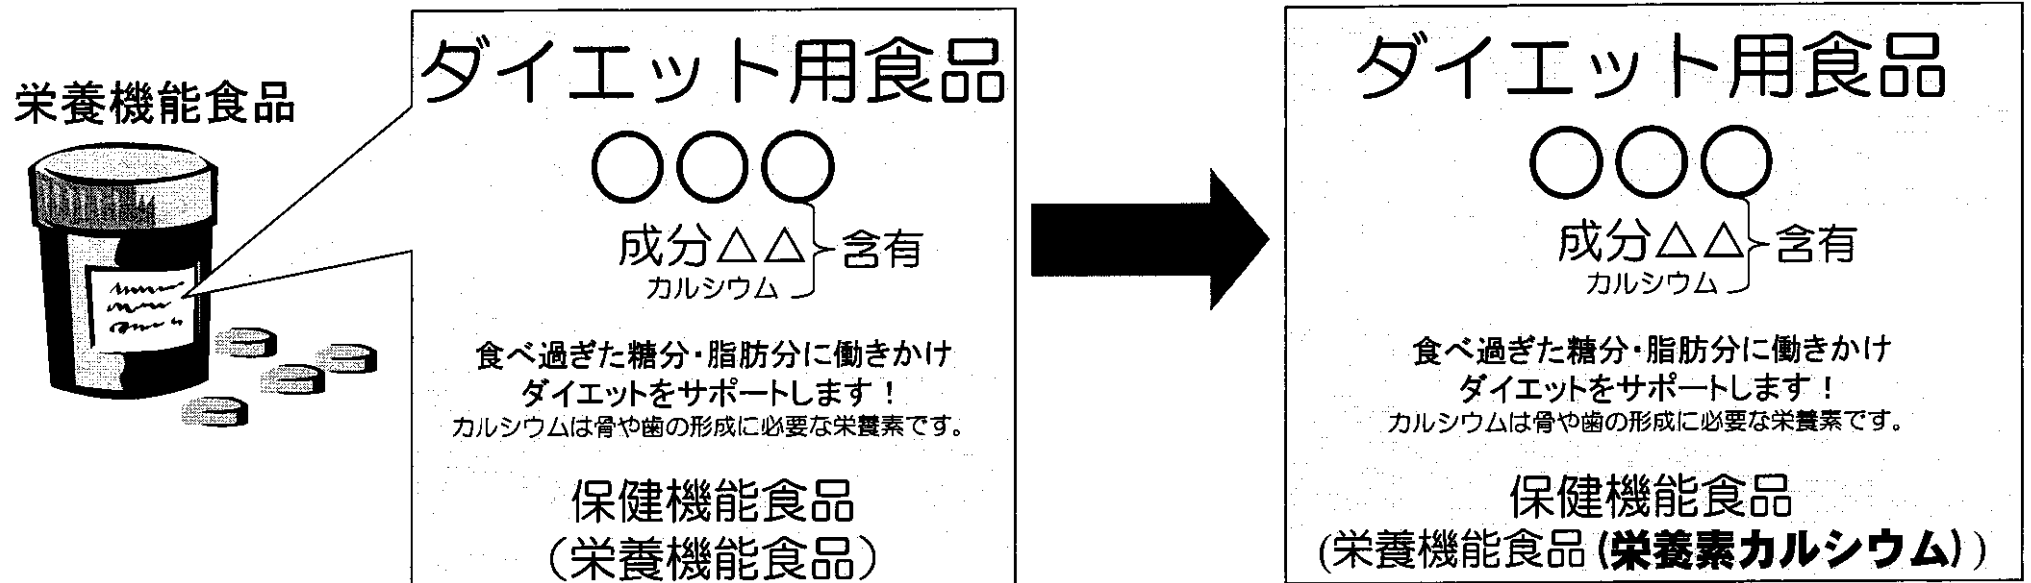 栄養機能食品
ダイエット用食品
○○○
成分△△
カルシウム
含有
食べ過ぎた糖分・脂肪分に働きかけ
ダイエットをサポートします！
カルシウムは骨や歯の形成に必要な栄養素です。
保健機能食品
（栄養機能食品）
ダイエット用食品
○○○
成分△△
カルシウム
含有
食べ過ぎた糖分・脂肪分に働きかけ
ダイエットをサポートします！
カルシウムは骨や歯の形成に必要な栄養素です。
保健機能食品
(栄養機能食品(栄養素カルシウム))